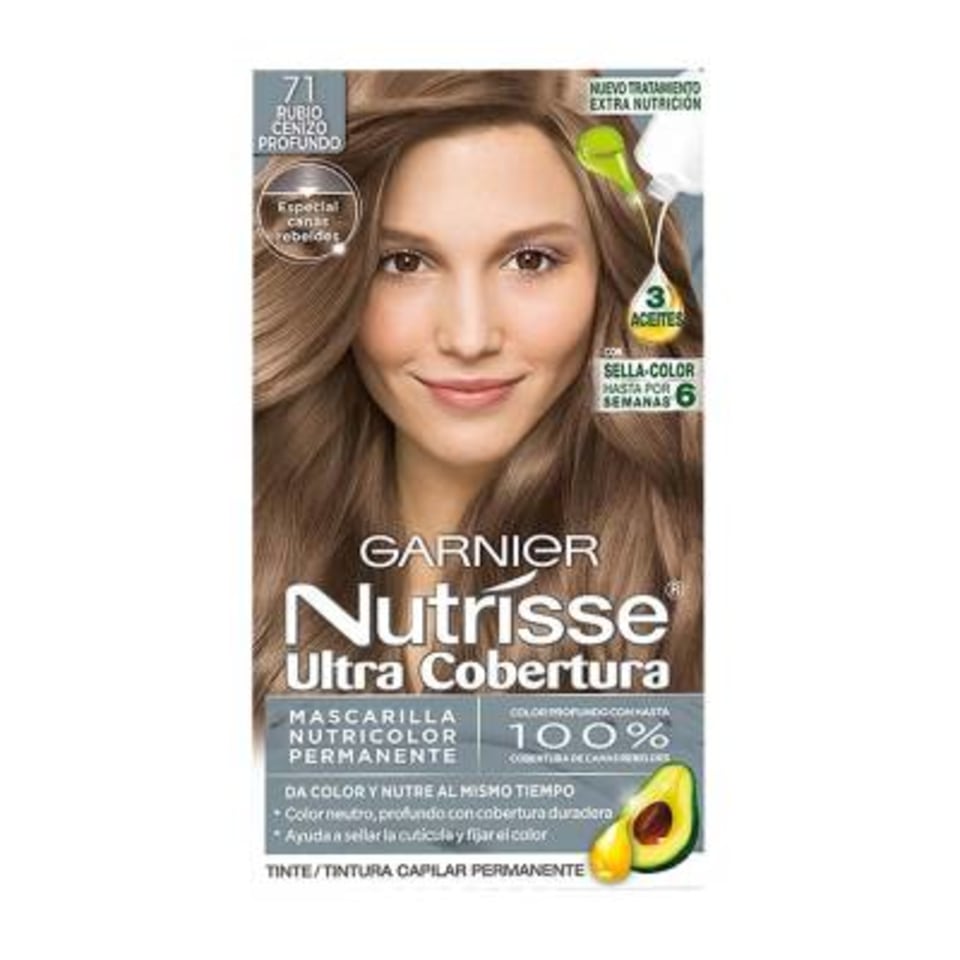 71
RUBIO
CENIZO
PROFUNDO
Especial
canas
rebeldes
NUEVO TRATAMIENTO
EXTRA NUTRICIÓN
3
ACEITES
CON
SELLA-COLOR
HASTA POR
SEMANAS 6
GARNIER
Nutrisse®
Ultra Cobertura
MASCARILLA
NUTRICOLOR
PERMANENTE
COLOR PROFUNDO CON HASTA
100%
COBERTURA DE CANAS REBELDES
DA COLOR Y NUTRE AL MISMO TIEMPO
* Color neutro, profundo con cobertura duradera
* Ayuda a sellar la cutícula y fijar el color
TINTE/TINTURA CAPILAR PERMANENTE